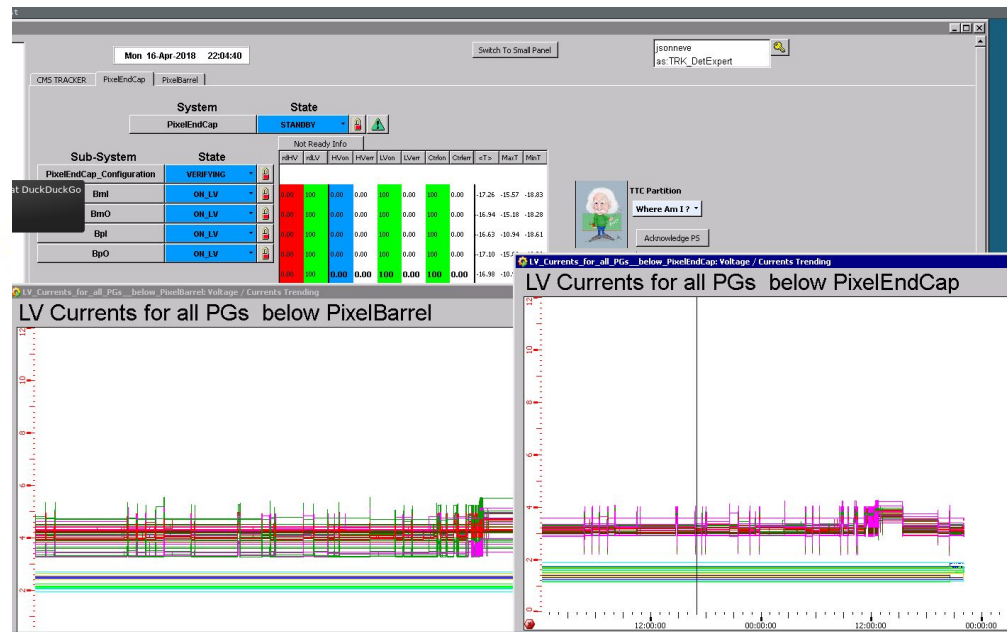 Mon 16-Apr-2018 22:04:40
Switch To Small Panel
jsonneve
as:TRK_DetExpert
CMS TRACKER PixelEndCap PixelBarrel
System State
PixelEndCap STANDBY
Not Ready Info
Sub-System State rdHV rdLV HVon HVerr LVon LVerr Ctrlon Ctrlerr <T> MaxT MinT
PixelEndCap_Configuration VERIFYING
at DuckDuckGo
BmI ON_LV 0.00 100 0.00 0.00 100 0.00 100 0.00 -17.26 -15.57 -18.83
BmO ON_LV 0.00 100 0.00 0.00 100 0.00 100 0.00 -16.94 -15.18 -18.28
BpI ON_LV 0.00 100 0.00 0.00 100 0.00 100 0.00 -16.63 -10.94 -18.61
BpO ON_LV 0.00 100 0.00 0.00 100 0.00 100 0.00 -17.10
0.00 100 0.00 0.00 100 0.00 100 0.00 -16.98
TTC Partition
Where Am I ?
Acknowledge PS
LV_Currents_for_all_PGs__below_PixelBarrel: Voltage / Currents Trending
LV Currents for all PGs below PixelBarrel
12
10
8
6
4
2
LV_Currents_for_all_PGs__below_PixelEndCap: Voltage / Currents Trending
LV Currents for all PGs below PixelEndCap
12
10
8
6
4
2
0
12:00:00 00:00:00 12:00:00 00:00:00